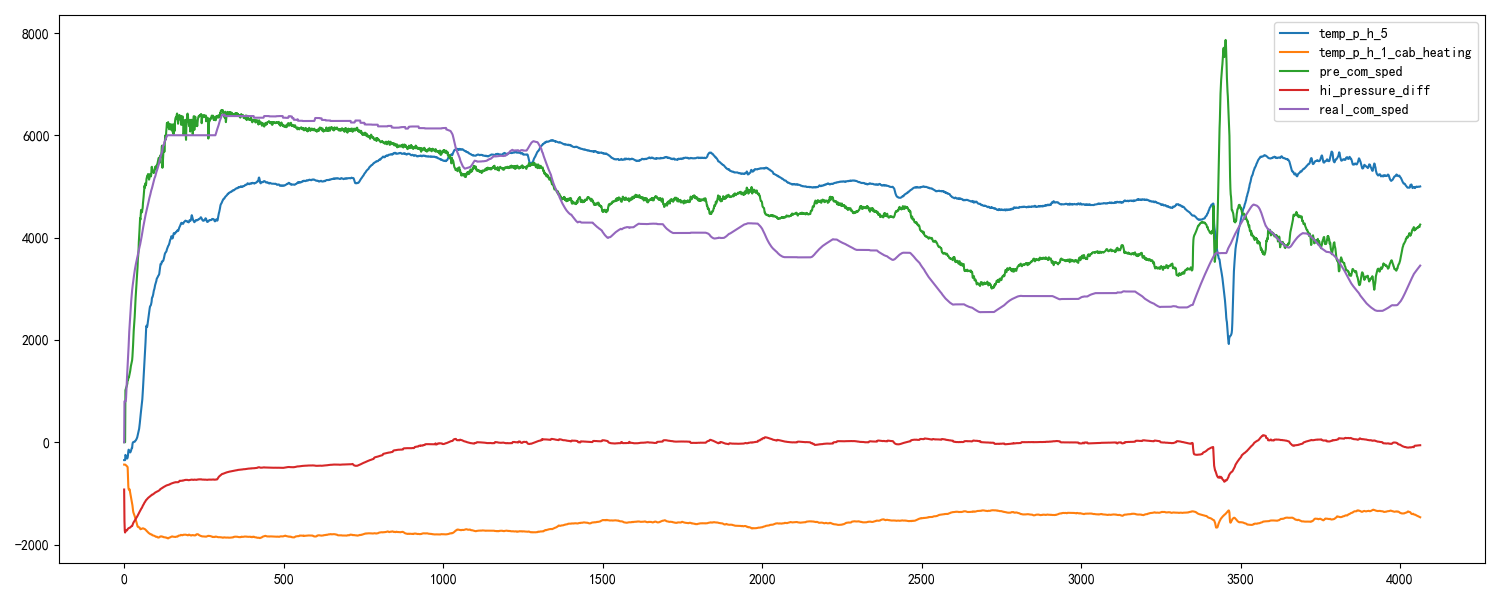 8000
6000
4000
2000
0
−2000
0 500 1000 1500 2000 2500 3000 3500 4000
temp_p_h_5
temp_p_h_1_cab_heating
pre_com_sped
hi_pressure_diff
real_com_sped